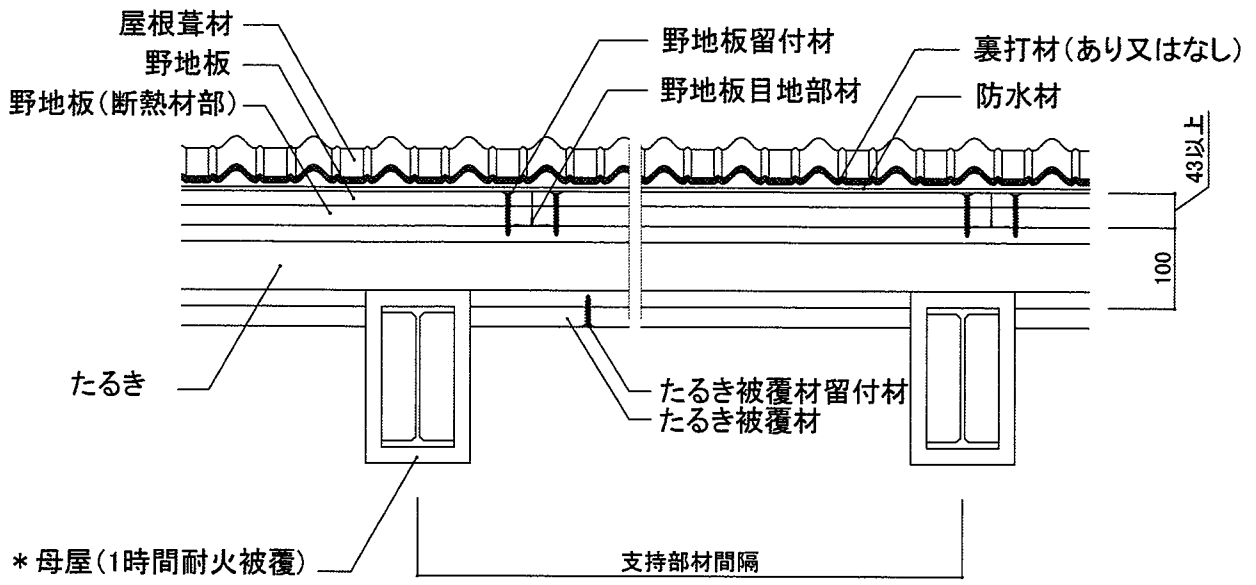 屋根葺材
野地板
野地板(断熱材部)
野地板留付材
野地板目地部材
裏打材(あり又はなし)
防水材
43以上
100
たるき
たるき被覆材留付材
たるき被覆材
*母屋(1時間耐火被覆)
支持部材間隔